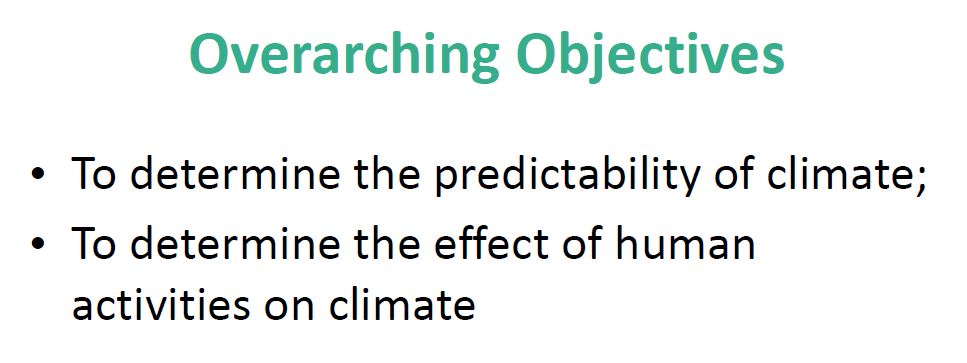 Overarching Objectives
• To determine the predictability of climate;
• To determine the effect of human
activities on climate